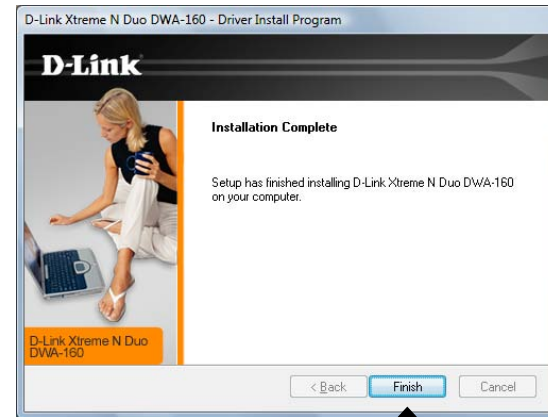 D-Link Xtreme N Duo DWA-160 - Driver Install Program
D-Link
Installation Complete
Setup has finished installing D-Link Xtreme N Duo DWA-160
on your computer.
D-Link Xtreme N Duo
DWA-160
< Back
Finish
Cancel